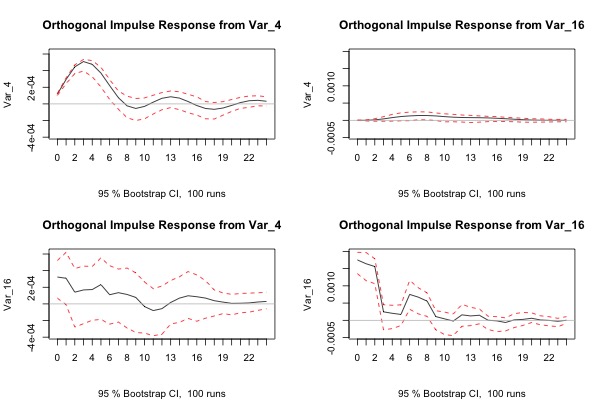 Orthogonal Impulse Response from Var_4
Orthogonal Impulse Response from Var_16
Var_4
-4e-04 2e-04
0 2 4 6 8 10 13 16 19 22
95 % Bootstrap CI, 100 runs
Var_4
-0.0005 0.0010
0 2 4 6 8 10 13 16 19 22
95 % Bootstrap CI, 100 runs
Orthogonal Impulse Response from Var_4
Orthogonal Impulse Response from Var_16
Var_16
-4e-04 2e-04
0 2 4 6 8 10 13 16 19 22
95 % Bootstrap CI, 100 runs
Var_16
-0.0005 0.0010
0 2 4 6 8 10 13 16 19 22
95 % Bootstrap CI, 100 runs